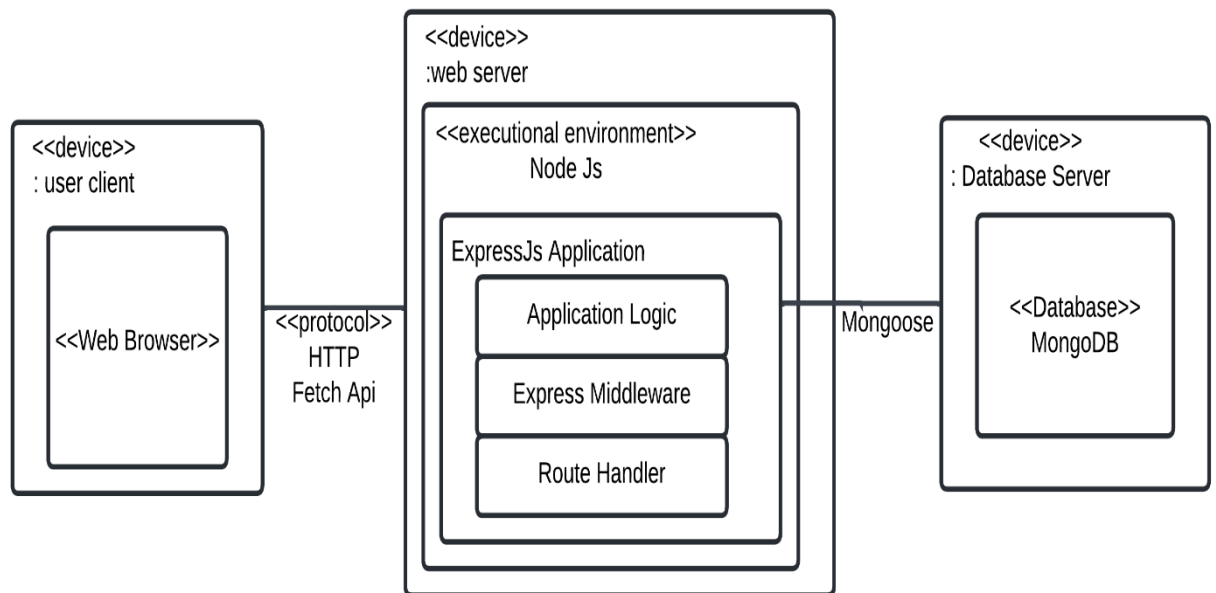 <<device>>
: user client
<<Web Browser>>
<<protocol>>
HTTP
Fetch Api
<<device>>
:web server
<<executional environment>>
Node Js
ExpressJs Application
Application Logic
Express Middleware
Route Handler
Mongoose
<<device>>
: Database Server
<<Database>>
MongoDB